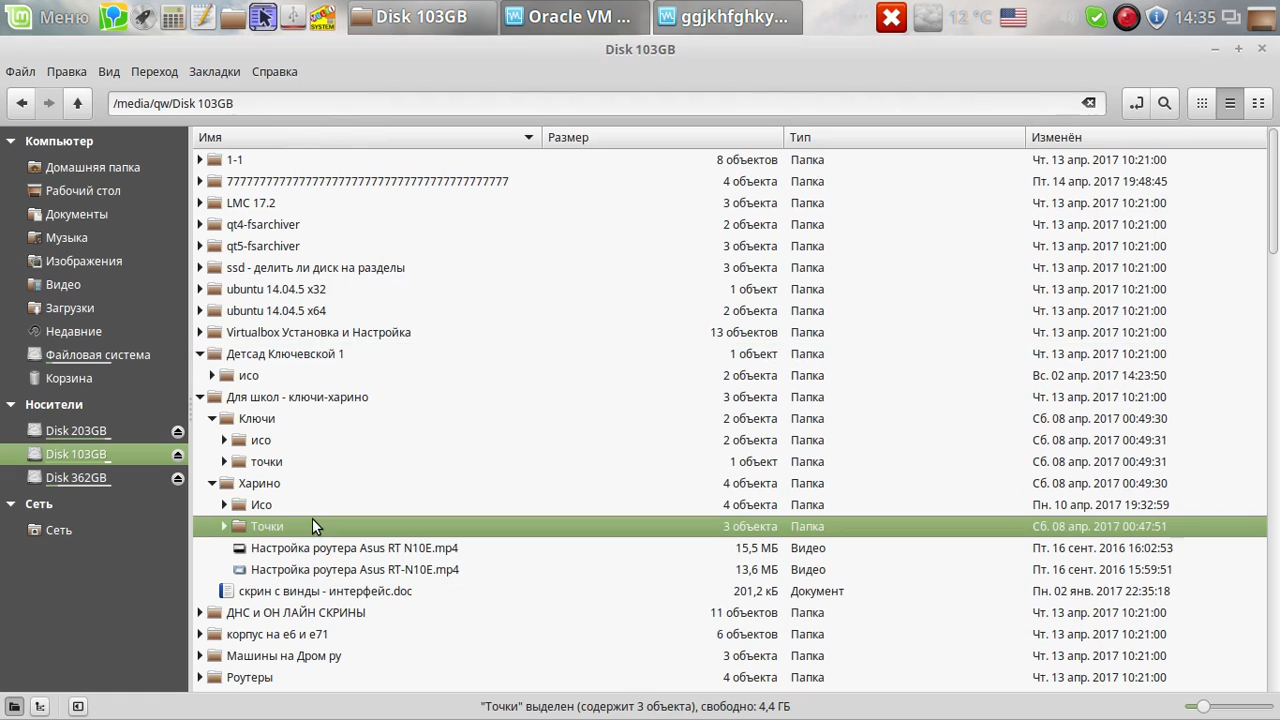 Меню SYSTEM Disk 103GB Oracle VM ... ggjkhfghky... 12 °C 14:35
Disk 103GB
Файл Правка Вид Переход Закладки Справка
/media/qw/Disk 103GB
Компьютер
Домашняя папка
Рабочий стол
Документы
Музыка
Изображения
Видео
Загрузки
Недавние
Файловая система
Корзина
Носители
Disk 203GB
Disk 103GB
Disk 362GB
Сеть
Сеть
Имя Размер Тип Изменён
1-1 8 объектов Папка Чт. 13 апр. 2017 10:21:00
7777777777777777777777777777777777777777777 4 объекта Папка Пт. 14 апр. 2017 19:48:45
LMC 17.2 3 объекта Папка Чт. 13 апр. 2017 10:21:00
qt4-fsarchiver 2 объекта Папка Чт. 13 апр. 2017 10:21:00
qt5-fsarchiver 3 объекта Папка Чт. 13 апр. 2017 10:21:00
ssd - делить ли диск на разделы 3 объекта Папка Чт. 13 апр. 2017 10:21:00
ubuntu 14.04.5 x32 1 объект Папка Чт. 13 апр. 2017 10:21:00
ubuntu 14.04.5 x64 2 объекта Папка Чт. 13 апр. 2017 10:21:00
Virtualbox Установка и Настройка 13 объектов Папка Чт. 13 апр. 2017 10:21:00
Детсад Ключевской 1 1 объект Папка Чт. 13 апр. 2017 10:21:00
исо 2 объекта Папка Вс. 02 апр. 2017 14:23:50
Для школ - ключи-харино 3 объекта Папка Чт. 13 апр. 2017 10:21:00
Ключи 2 объекта Папка Сб. 08 апр. 2017 00:49:30
исо 2 объекта Папка Сб. 08 апр. 2017 00:49:31
точки 1 объект Папка Сб. 08 апр. 2017 00:49:31
Харино 4 объекта Папка Сб. 08 апр. 2017 00:49:30
Исо 4 объекта Папка Пн. 10 апр. 2017 19:32:59
Точки 3 объекта Папка Сб. 08 апр. 2017 00:47:51
Настройка роутера Asus RT N10E.mp4 15,5 МБ Видео Пт. 16 сент. 2016 16:02:53
Настройка роутера Asus RT-N10E.mp4 13,6 МБ Видео Пт. 16 сент. 2016 15:59:51
скрин с винды - интерфейс.doc 201,2 кБ Документ Пн. 02 янв. 2017 22:35:18
ДНС и ОН ЛАЙН СКРИНЫ 11 объектов Папка Чт. 13 апр. 2017 10:21:00
корпус на е6 и е71 6 объектов Папка Чт. 13 апр. 2017 10:21:00
Машины на Дром ру 3 объекта Папка Чт. 13 апр. 2017 10:21:00
Роутеры 4 объекта Папка Чт. 13 апр. 2017 10:21:00
"Точки" выделен (содержит 3 объекта), свободно: 4,4 ГБ